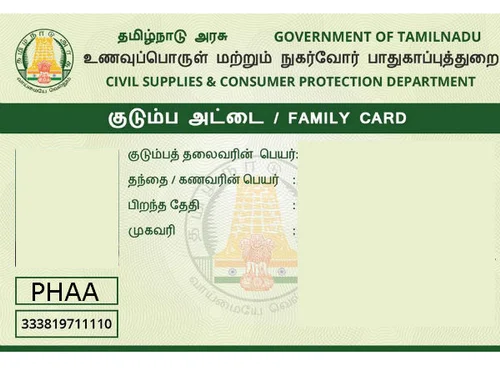 தமிழ்நாடு அரசு GOVERNMENT OF TAMILNADU
உணவுப்பொருள் மற்றும் நுகர்வோர் பாதுகாப்புத்துறை
CIVIL SUPPLIES & CONSUMER PROTECTION DEPARTMENT
குடும்ப அட்டை / FAMILY CARD
குடும்பத் தலைவரின் பெயர்:
தந்தை / கணவரின் பெயர் :
பிறந்த தேதி :
முகவரி :
PHAA
333819711110